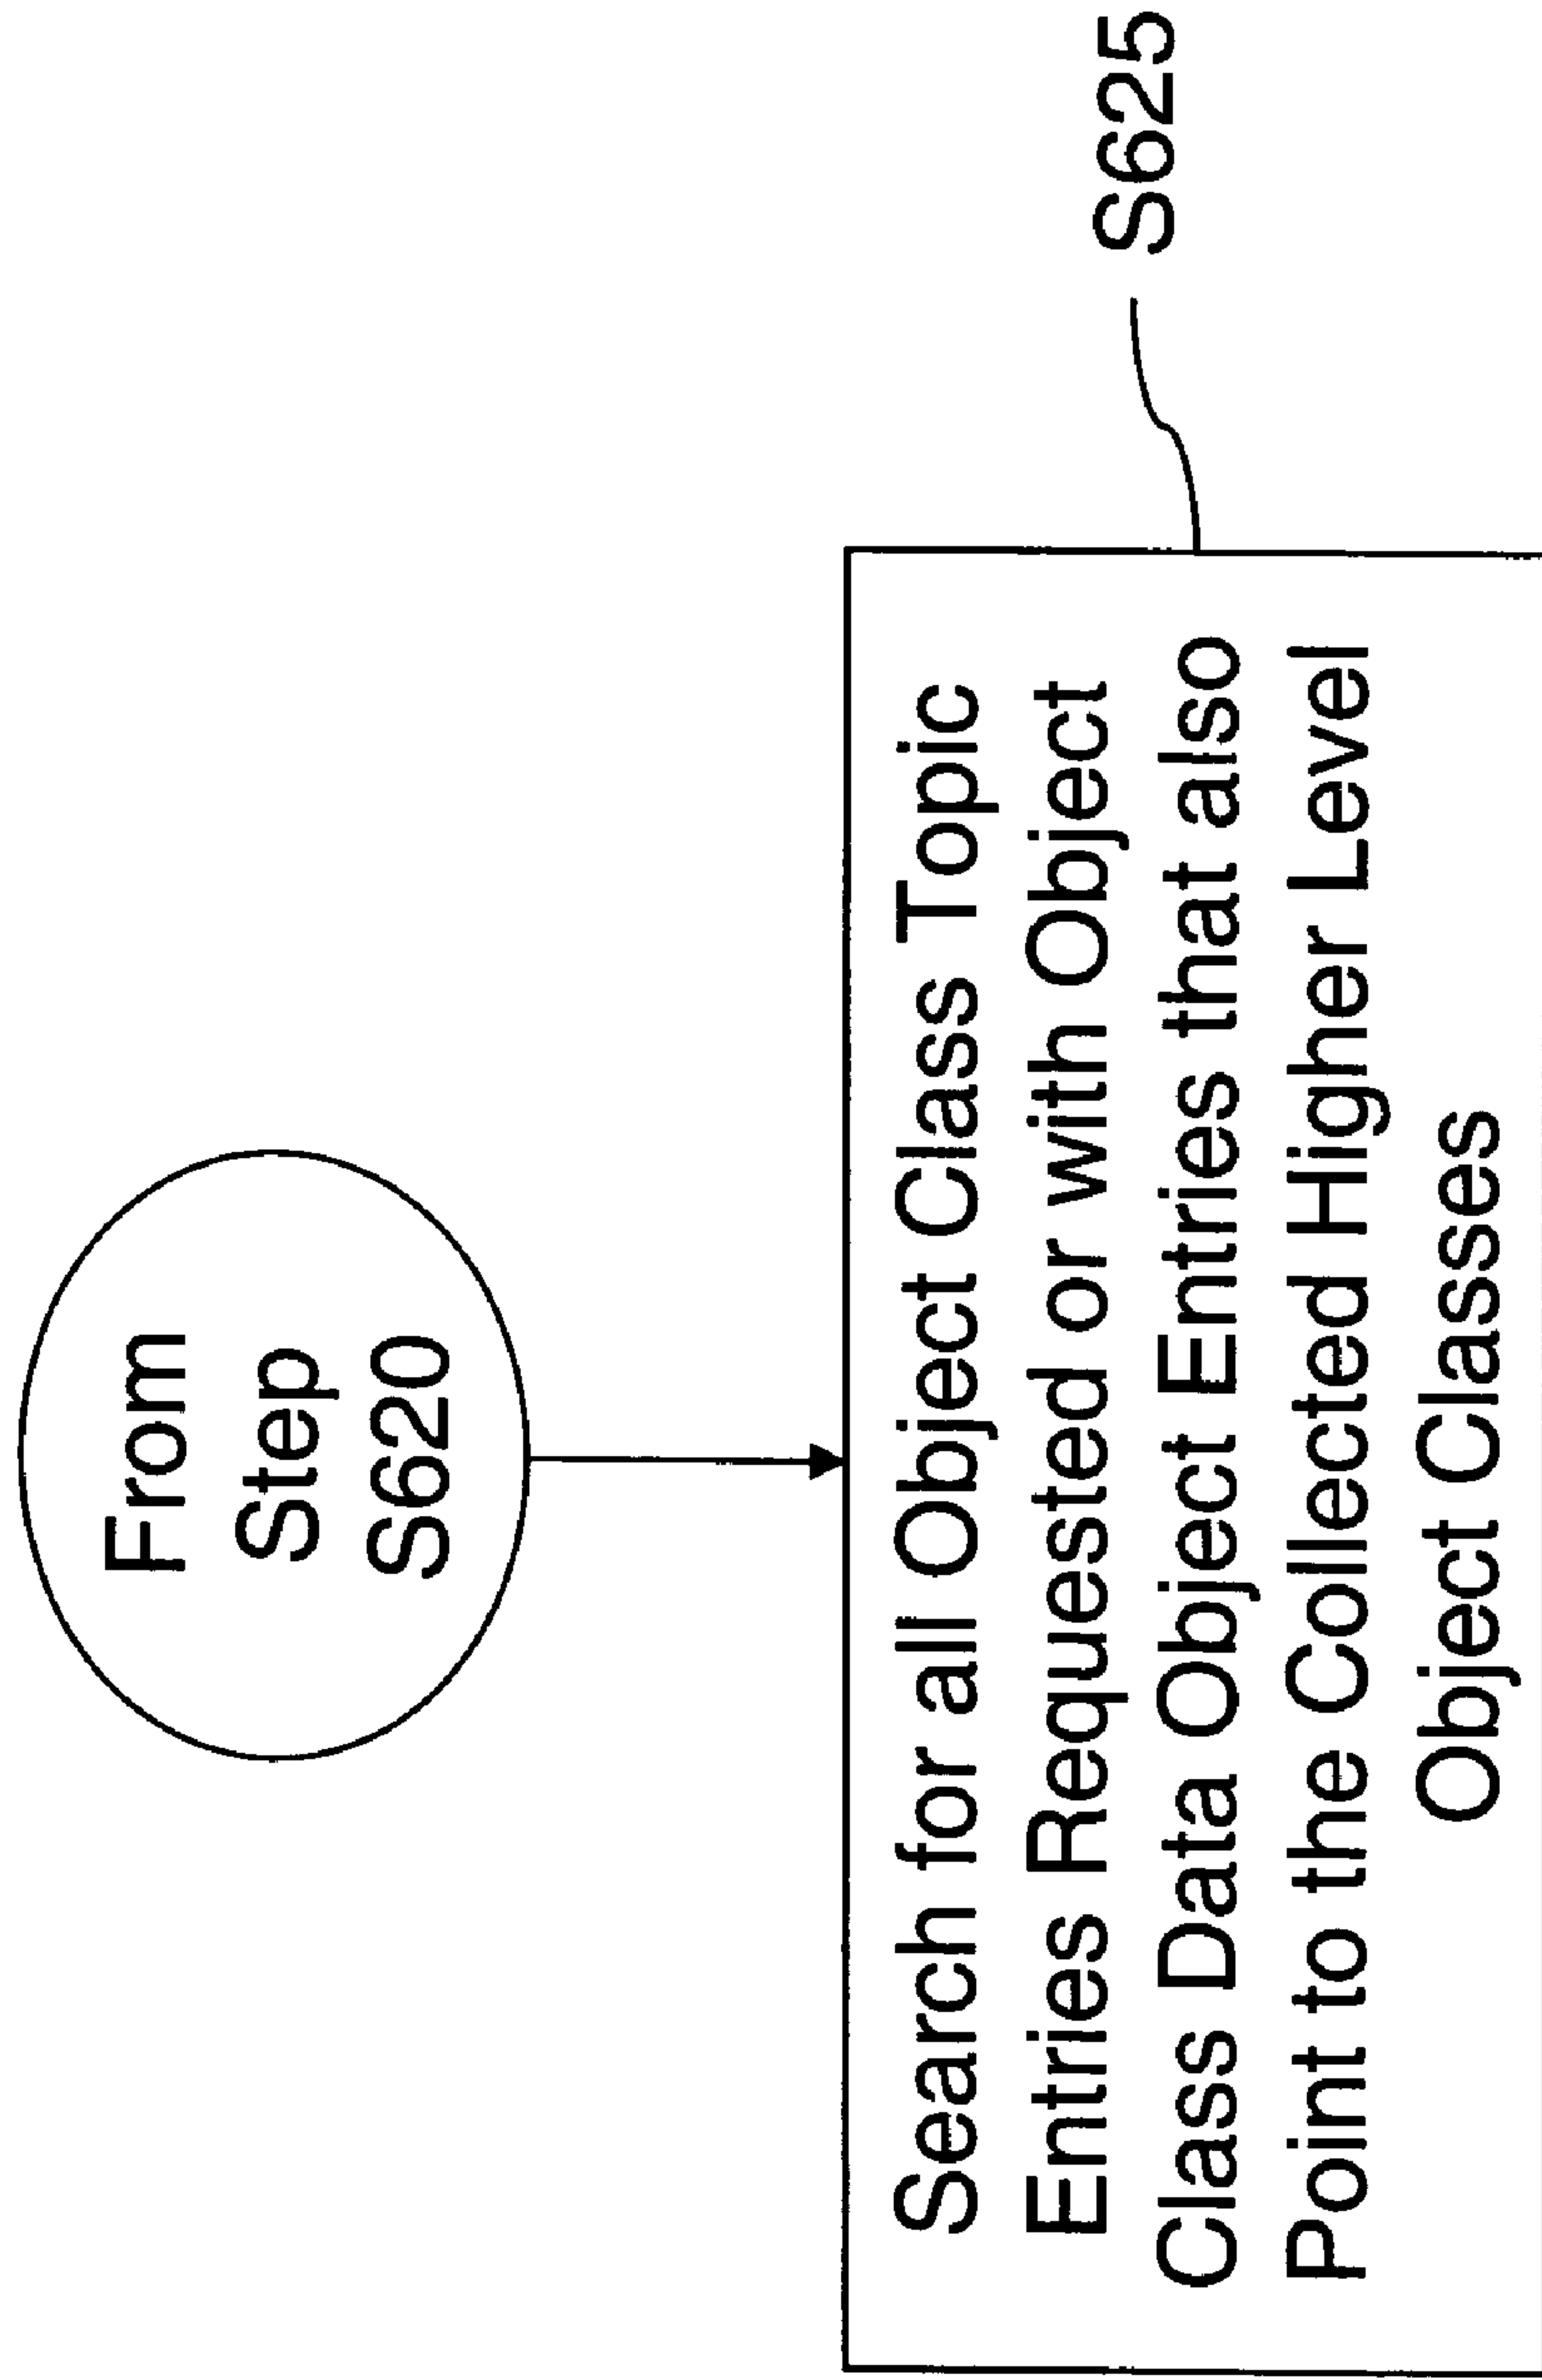 From
Step
S620
Search for all Object Class Topic
Entries Requested or with Object
Class Data Object Entries that also
Point to the Collected Higher Level
Object Classes
S625